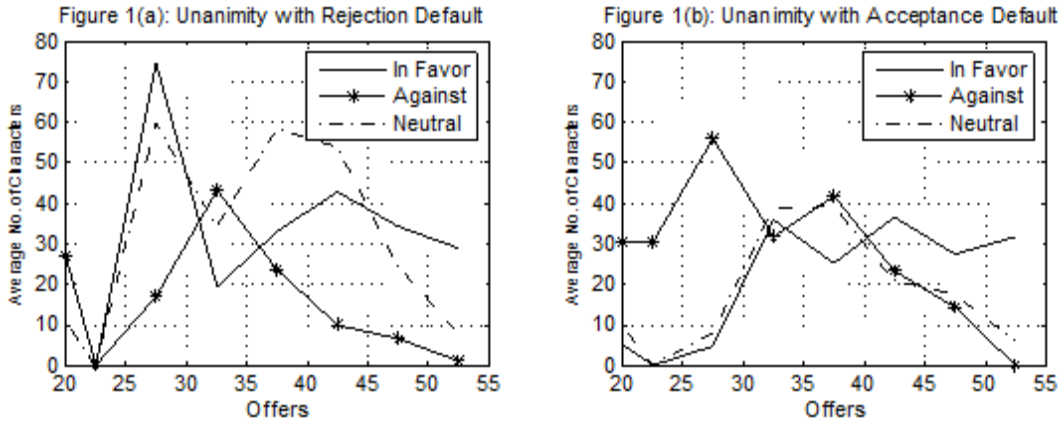 Figure 1(a): Unanimity with Rejection Default
80
70
60
50
40
30
20
10
0
Average No. of Characters
20 25 30 35 40 45 50 55
Offers
In Favor
Against
Neutral
Figure 1(b): Unanimity with Acceptance Default
80
70
60
50
40
30
20
10
0
Average No. of Characters
20 25 30 35 40 45 50 55
Offers
In Favor
Against
Neutral